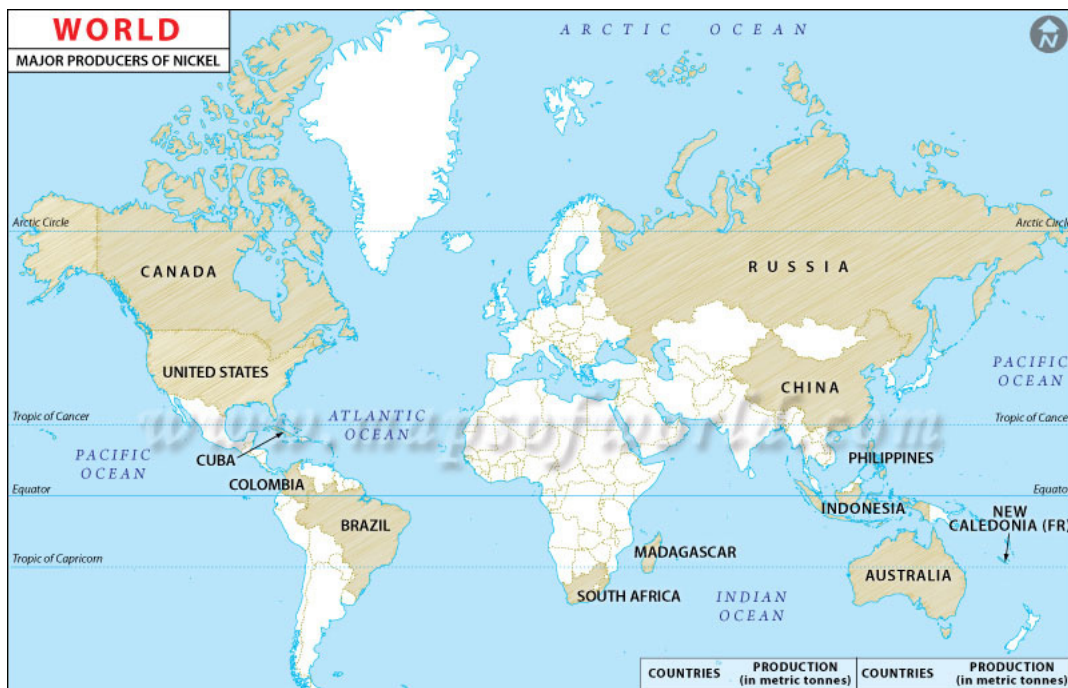 WORLD
MAJOR PRODUCERS OF NICKEL
ARCTIC OCEAN
N
Arctic Circle
Arctic Circle
CANADA
RUSSIA
UNITED STATES
CHINA
PACIFIC
OCEAN
Tropic of Cancer
Tropic of Cancer
ATLANTIC
OCEAN
www.mapsofworld.com
PACIFIC
OCEAN
CUBA
PHILIPPINES
COLOMBIA
Equator
Equator
INDONESIA
NEW
CALEDONIA (FR)
BRAZIL
MADAGASCAR
Tropic of Capricorn
AUSTRALIA
SOUTH AFRICA
INDIAN
OCEAN
COUNTRIES
PRODUCTION
(in metric tonnes)
COUNTRIES
PRODUCTION
(in metric tonnes)